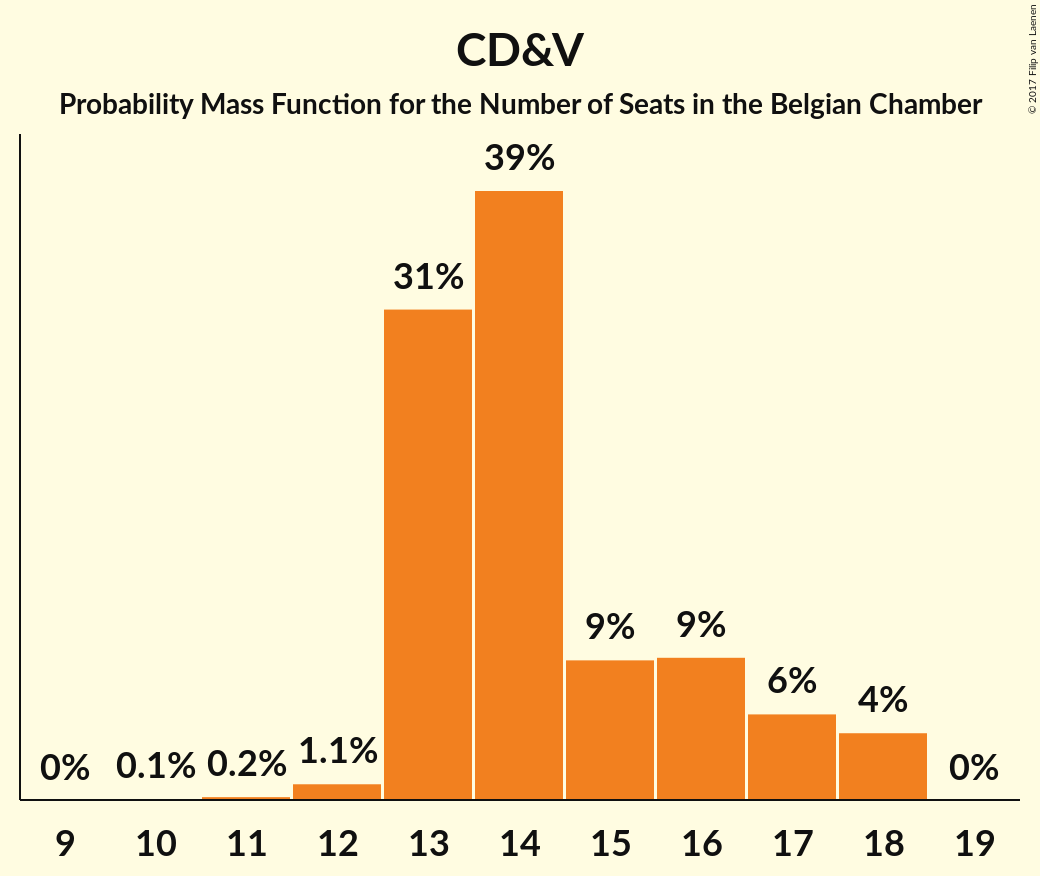 CD&V
Probability Mass Function for the Number of Seats in the Belgian Chamber
© 2017 Filip van Laenen
39%
31%
9%
9%
6%
4%
0%
0.1%
0.2%
1.1%
0%
9 10 11 12 13 14 15 16 17 18 19